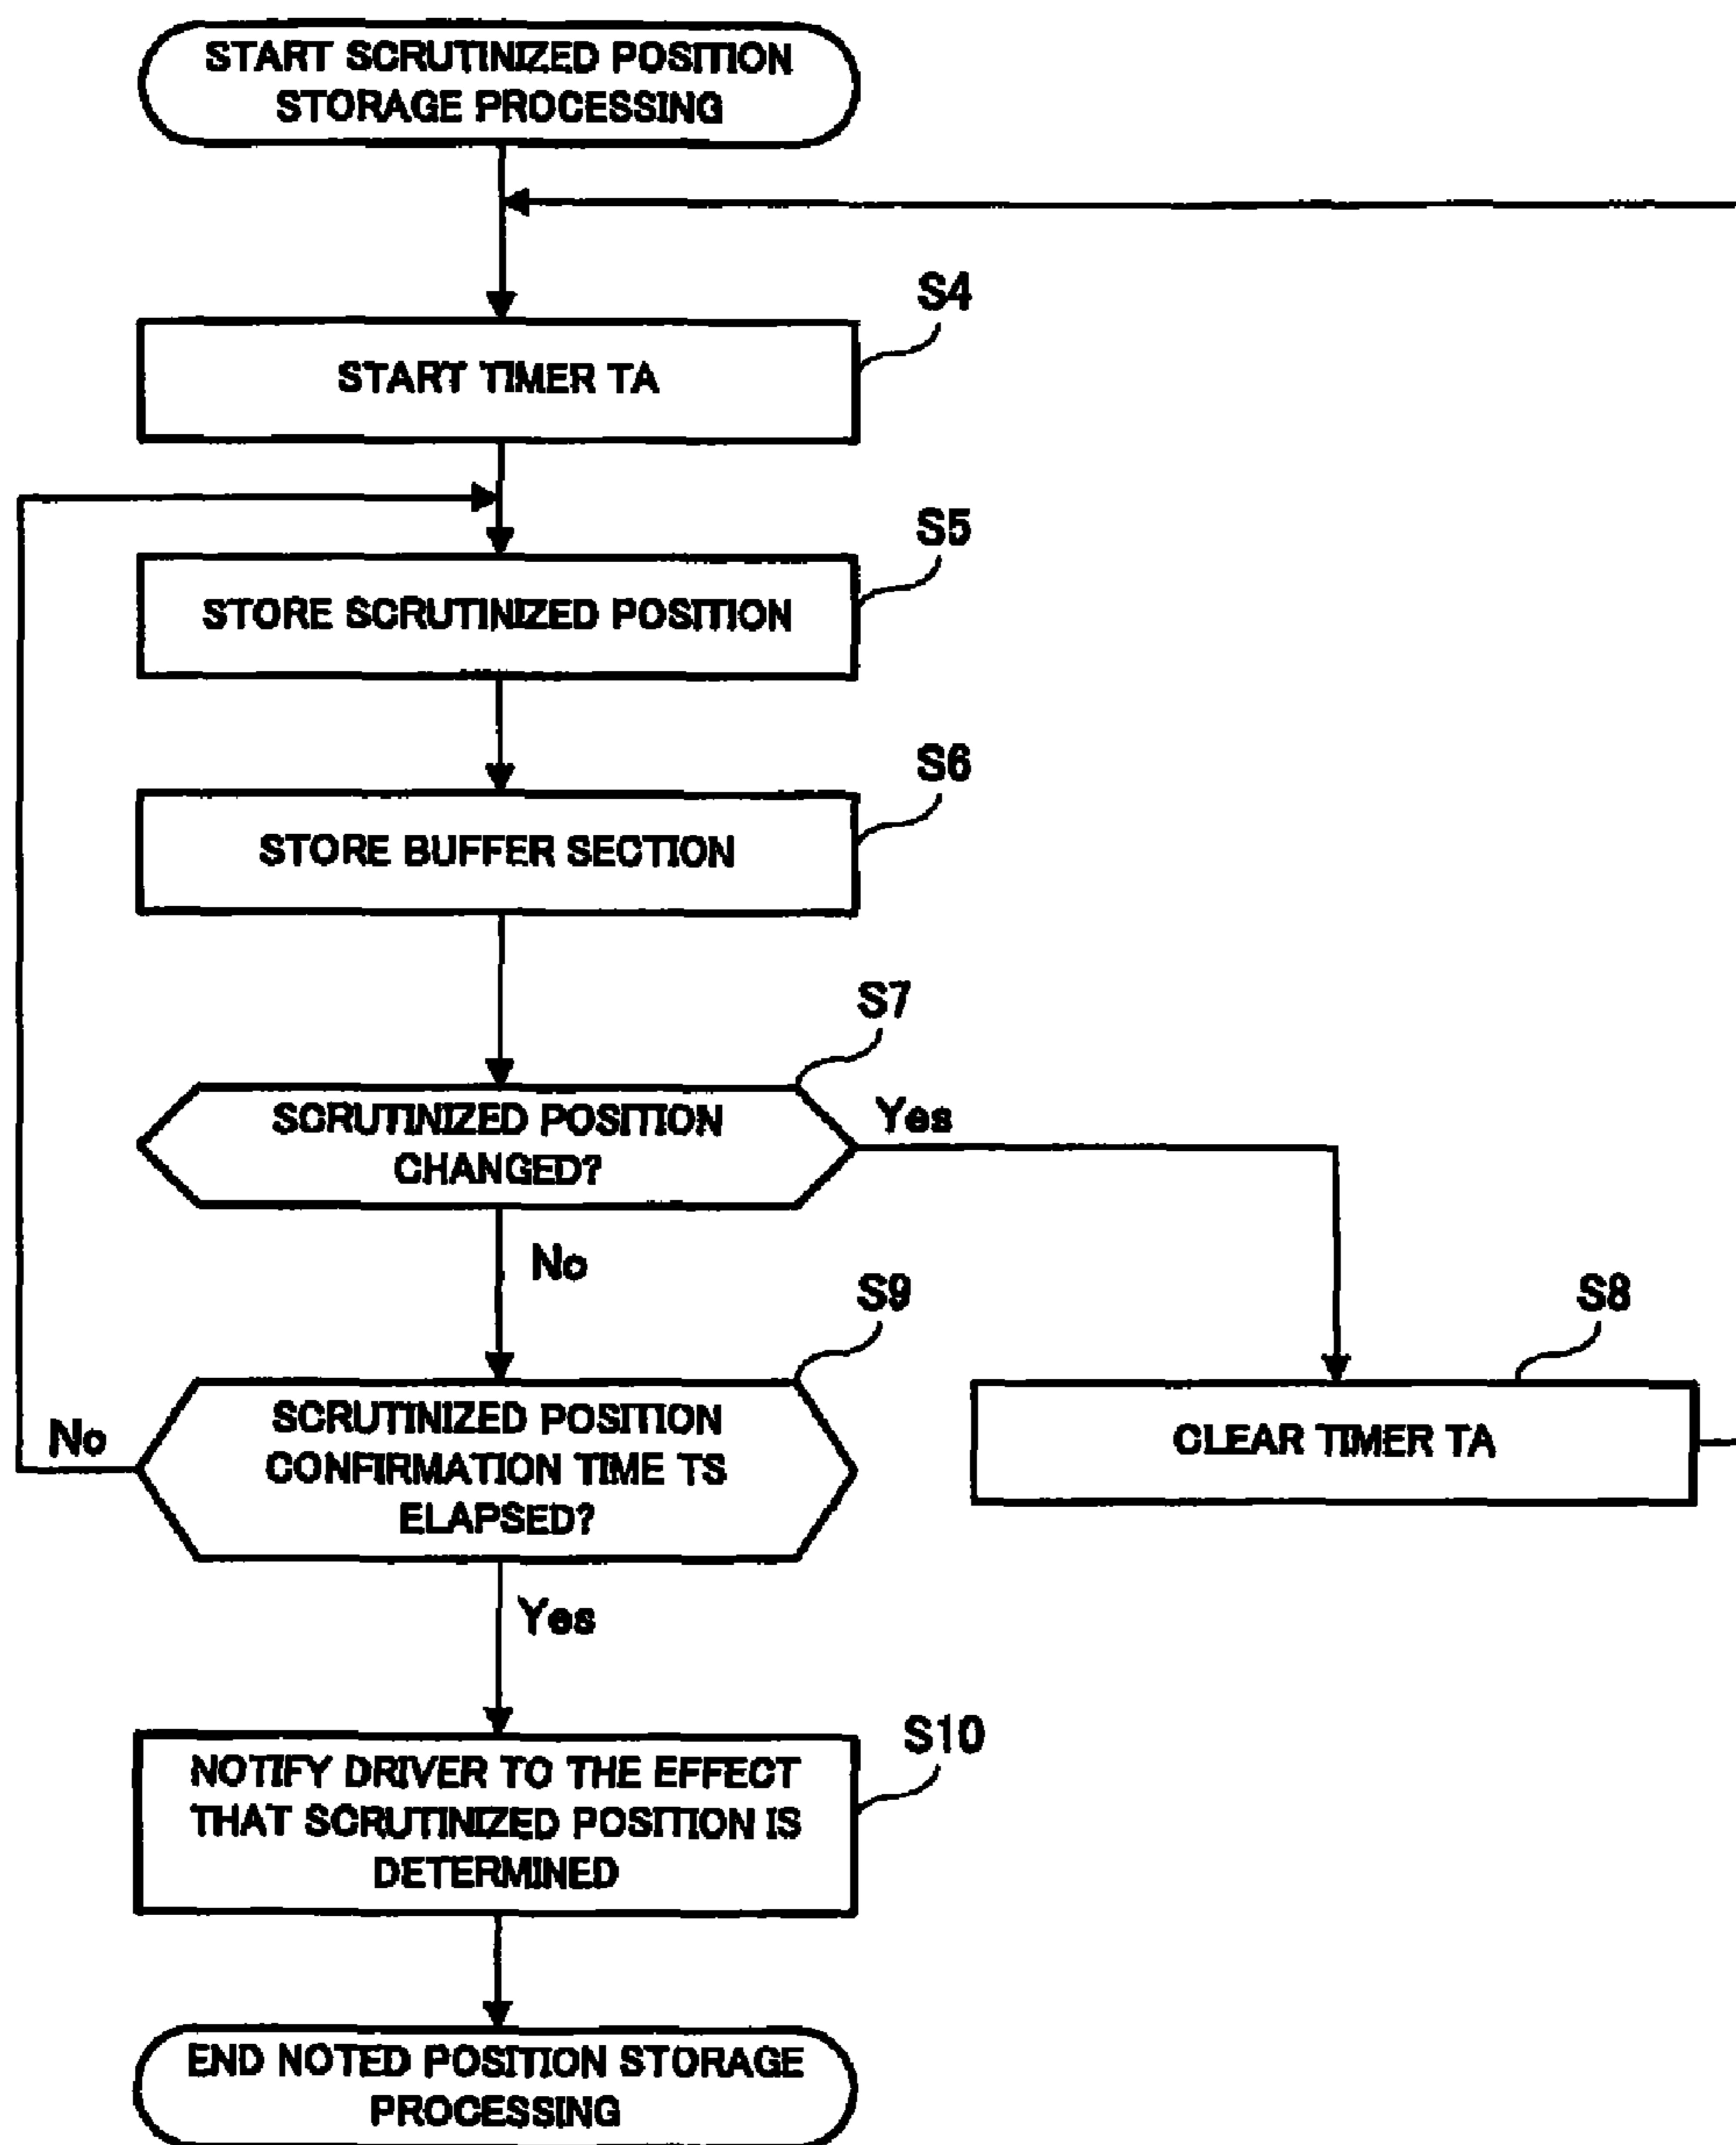 START SCRUTINIZED POSITION
STORAGE PROCESSING
S4
START TIMER TA
S5
STORE SCRUTINIZED POSITION
S6
STORE BUFFER SECTION
S7
SCRUTINIZED POSITION
CHANGED?
Yes
No
S9
S8
SCRUTINIZED POSITION
CONFIRMATION TIME TS
ELAPSED?
No
CLEAR TIMER TA
Yes
S10
NOTIFY DRIVER TO THE EFFECT
THAT SCRUTINIZED POSITION IS
DETERMINED
END NOTED POSITION STORAGE
PROCESSING